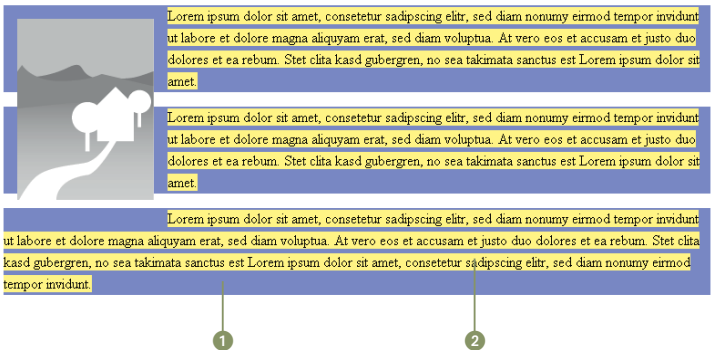 Lorem ipsum dolor sit amet, consetetur sadipscing elitr, sed diam nonumy eirmod tempor invidunt
ut labore et dolore magna aliquyam erat, sed diam voluptua. At vero eos et accusam et justo duo
dolores et ea rebum. Stet clita kasd gubergren, no sea takimata sanctus est Lorem ipsum dolor sit
amet.
Lorem ipsum dolor sit amet, consetetur sadipscing elitr, sed diam nonumy eirmod tempor invidunt
ut labore et dolore magna aliquyam erat, sed diam voluptua. At vero eos et accusam et justo duo
dolores et ea rebum. Stet clita kasd gubergren, no sea takimata sanctus est Lorem ipsum dolor sit
amet.
Lorem ipsum dolor sit amet, consetetur sadipscing elitr, sed diam nonumy eirmod tempor invidunt
ut labore et dolore magna aliquyam erat, sed diam voluptua. At vero eos et accusam et justo duo dolores et ea rebum. Stet clita
kasd gubergren, no sea takimata sanctus est Lorem ipsum dolor sit amet, consetetur sadipscing elitr, sed diam nonumy eirmod
tempor invidunt.
1 2